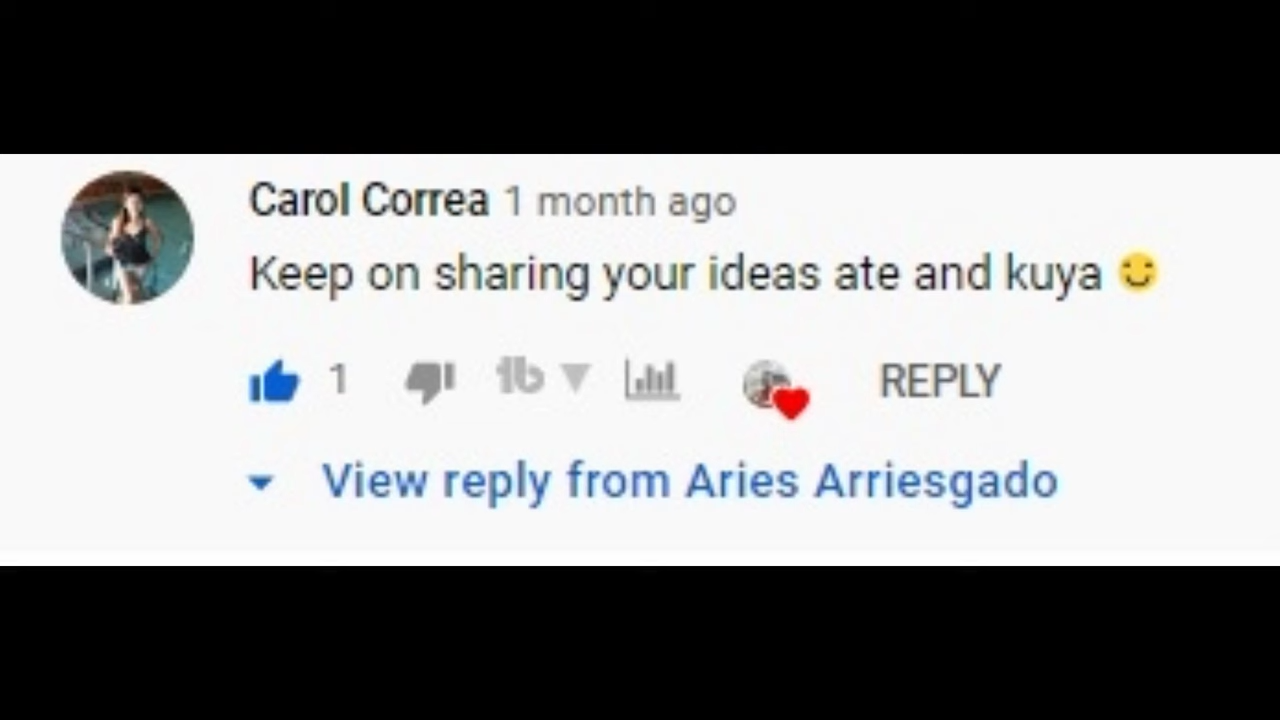 Carol Correa 1 month ago
Keep on sharing your ideas ate and kuya 😊
1 tb REPLY
View reply from Aries Arriesgado